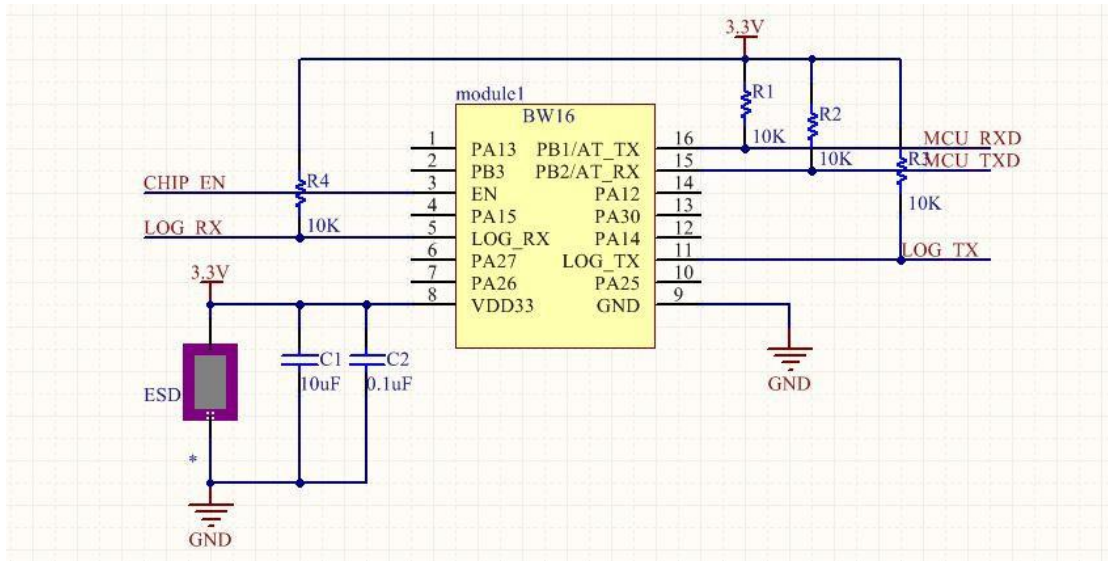 3.3V
module1
BW16
R1
10K
R2
10K
R3
10K
MCU_RXD
MCU_TXD
LOG_TX
CHIP_EN
LOG_RX
R4
10K
1 PA13
2 PB3
3 EN
4 PA15
5 LOG_RX
6 PA27
7 PA26
8 VDD33
PB1/AT_TX 16
PB2/AT_RX 15
PA12 14
PA30 13
PA14 12
LOG_TX 11
PA25 10
GND 9
GND
3.3V
ESD
*
C1
10uF
C2
0.1uF
GND